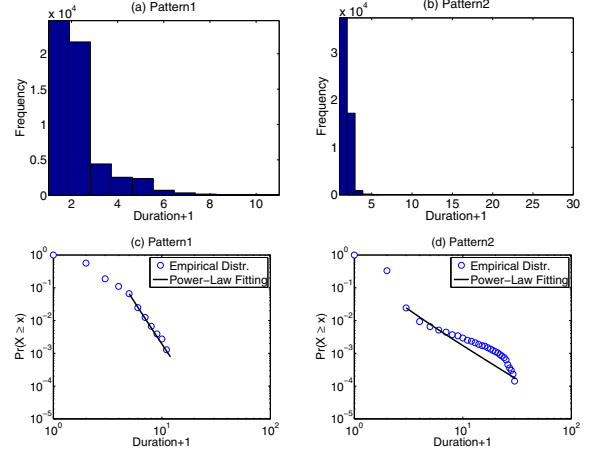 (a) Pattern1
x 10^4
2
1.5
1
0.5
0
Frequency
2 4 6 8 10
Duration+1
(b) Pattern2
x 10^4
3
2
1
0
Frequency
5 10 15 20 25 30
Duration+1
(c) Pattern1
10^0
10^-1
10^-2
10^-3
10^-4
10^-5
Pr(X ≥ x)
Empirical Distr.
Power-Law Fitting
10^0 10^1 10^2
Duration+1
(d) Pattern2
10^0
10^-1
10^-2
10^-3
10^-4
10^-5
Pr(X ≥ x)
Empirical Distr.
Power-Law Fitting
10^0 10^1 10^2
Duration+1